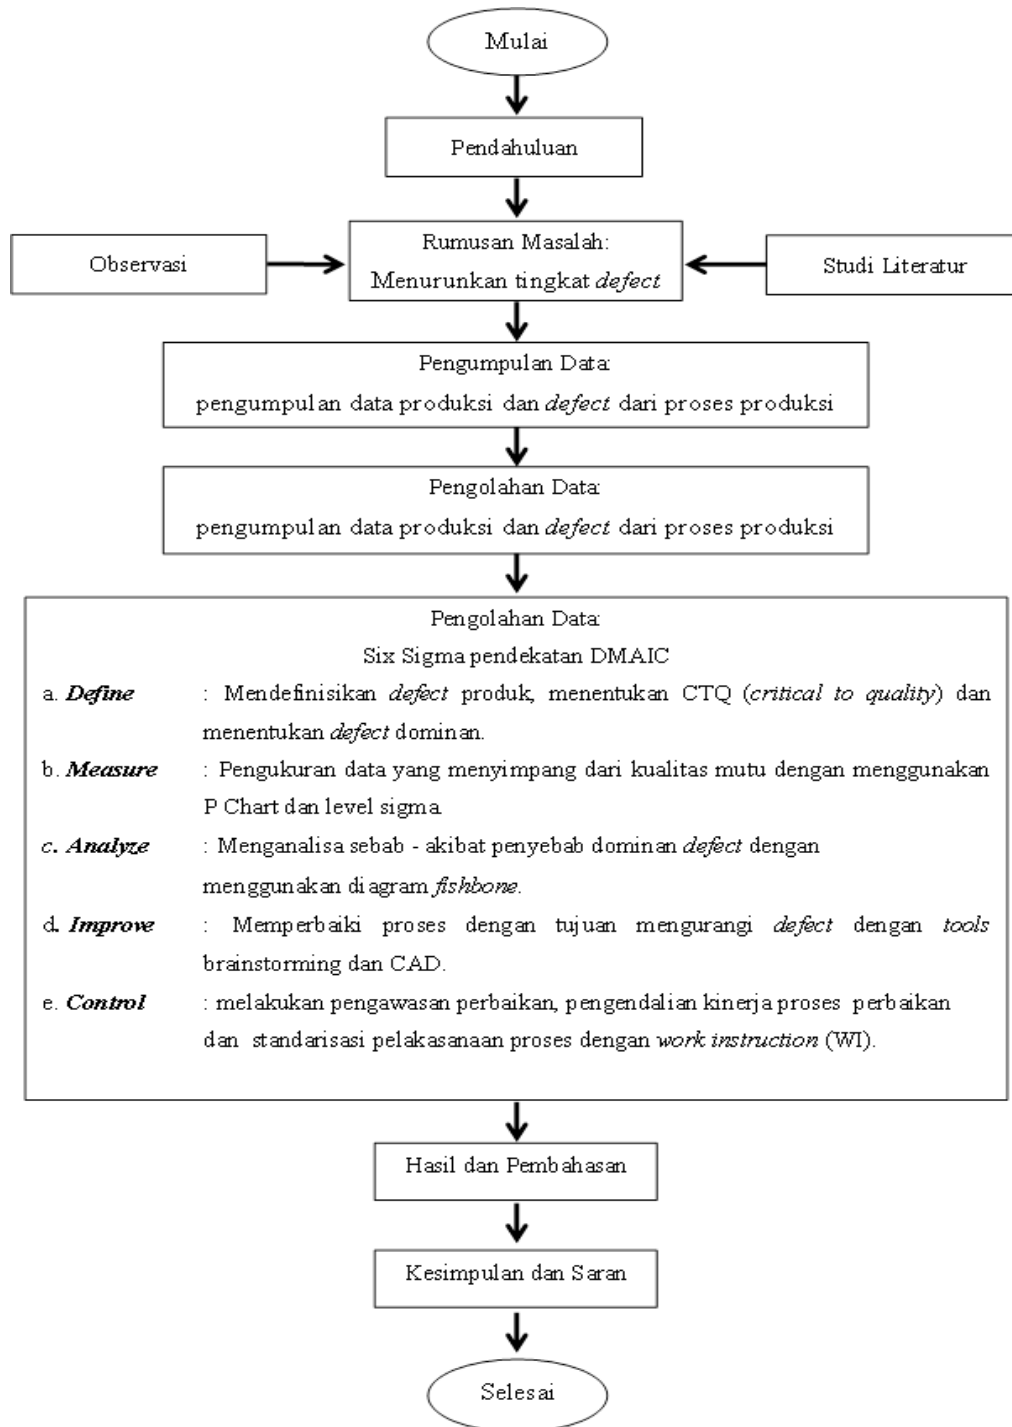 Mulai
Pendahuluan
Observasi
Rumusan Masalah:
Menurunkan tingkat defect
Studi Literatur
Pengumpulan Data:
pengumpulan data produksi dan defect dari proses produksi
Pengolahan Data:
pengumpulan data produksi dan defect dari proses produksi
Pengolahan Data:
Six Sigma pendekatan DMAIC
a. Define : Mendefinisikan defect produk, menentukan CTQ (critical to quality) dan
menentukan defect dominan.
b. Measure : Pengukuran data yang menyimpang dari kualitas mutu dengan menggunakan
P Chart dan level sigma.
c. Analyze : Menganalisa sebab - akibat penyebab dominan defect dengan
menggunakan diagram fishbone.
d. Improve : Memperbaiki proses dengan tujuan mengurangi defect dengan tools
brainstorming dan CAD.
e. Control : melakukan pengawasan perbaikan, pengendalian kinerja proses perbaikan
dan standarisasi pelakasanaan proses dengan work instruction (WI).
Hasil dan Pembahasan
Kesimpulan dan Saran
Selesai